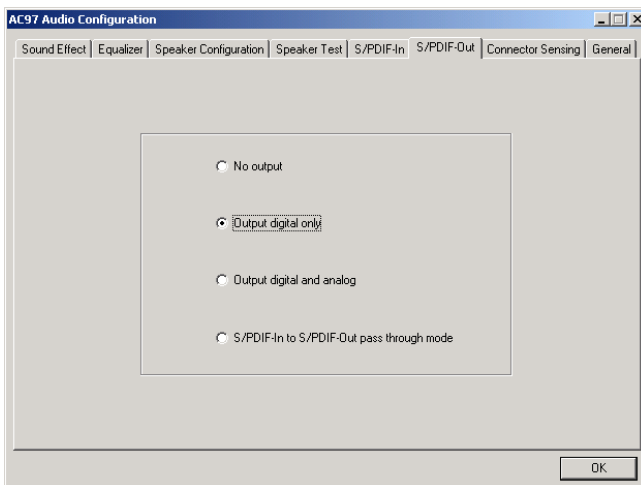 AC97 Audio Configuration
Sound Effect Equalizer Speaker Configuration Speaker Test S/PDIF-In S/PDIF-Out Connector Sensing General
No output
Output digital only
Output digital and analog
S/PDIF-In to S/PDIF-Out pass through mode
OK